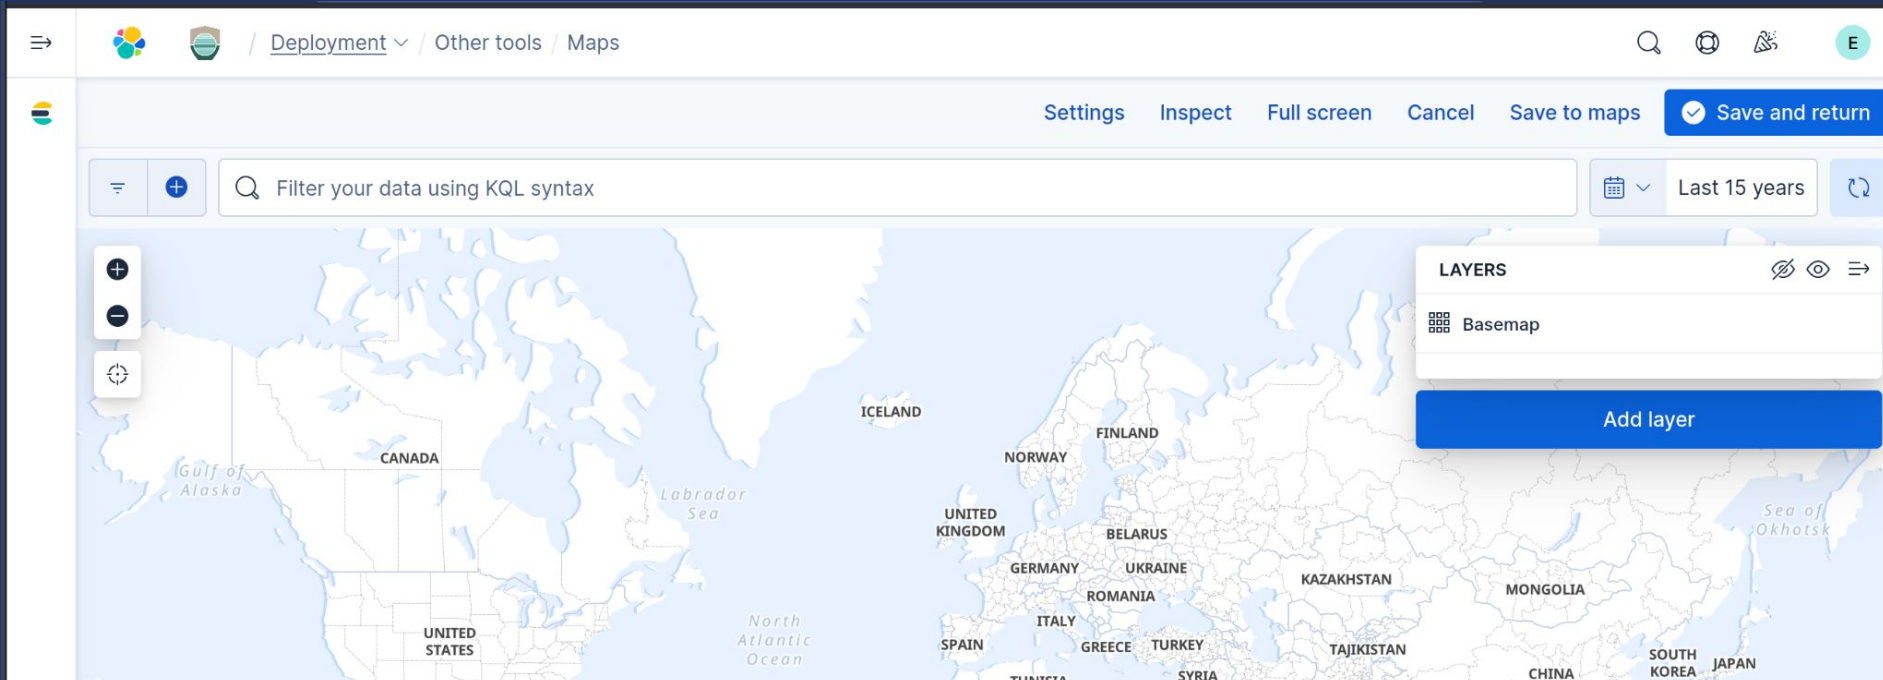 / Deployment / Other tools / Maps
E
Settings Inspect Full screen Cancel Save to maps Save and return
Filter your data using KQL syntax
Last 15 years
LAYERS
Basemap
Add layer
ICELAND
FINLAND
NORWAY
CANADA
Gulf of
Alaska
Labrador
Sea
UNITED
KINGDOM
BELARUS
Sea of
Okhotsk
GERMANY
UKRAINE
KAZAKHSTAN
MONGOLIA
ROMANIA
ITALY
North
Atlantic
Ocean
UNITED
STATES
SPAIN
GREECE
TURKEY
TAJIKISTAN
SOUTH
KOREA
JAPAN
TUNISIA
SYRIA
CHINA